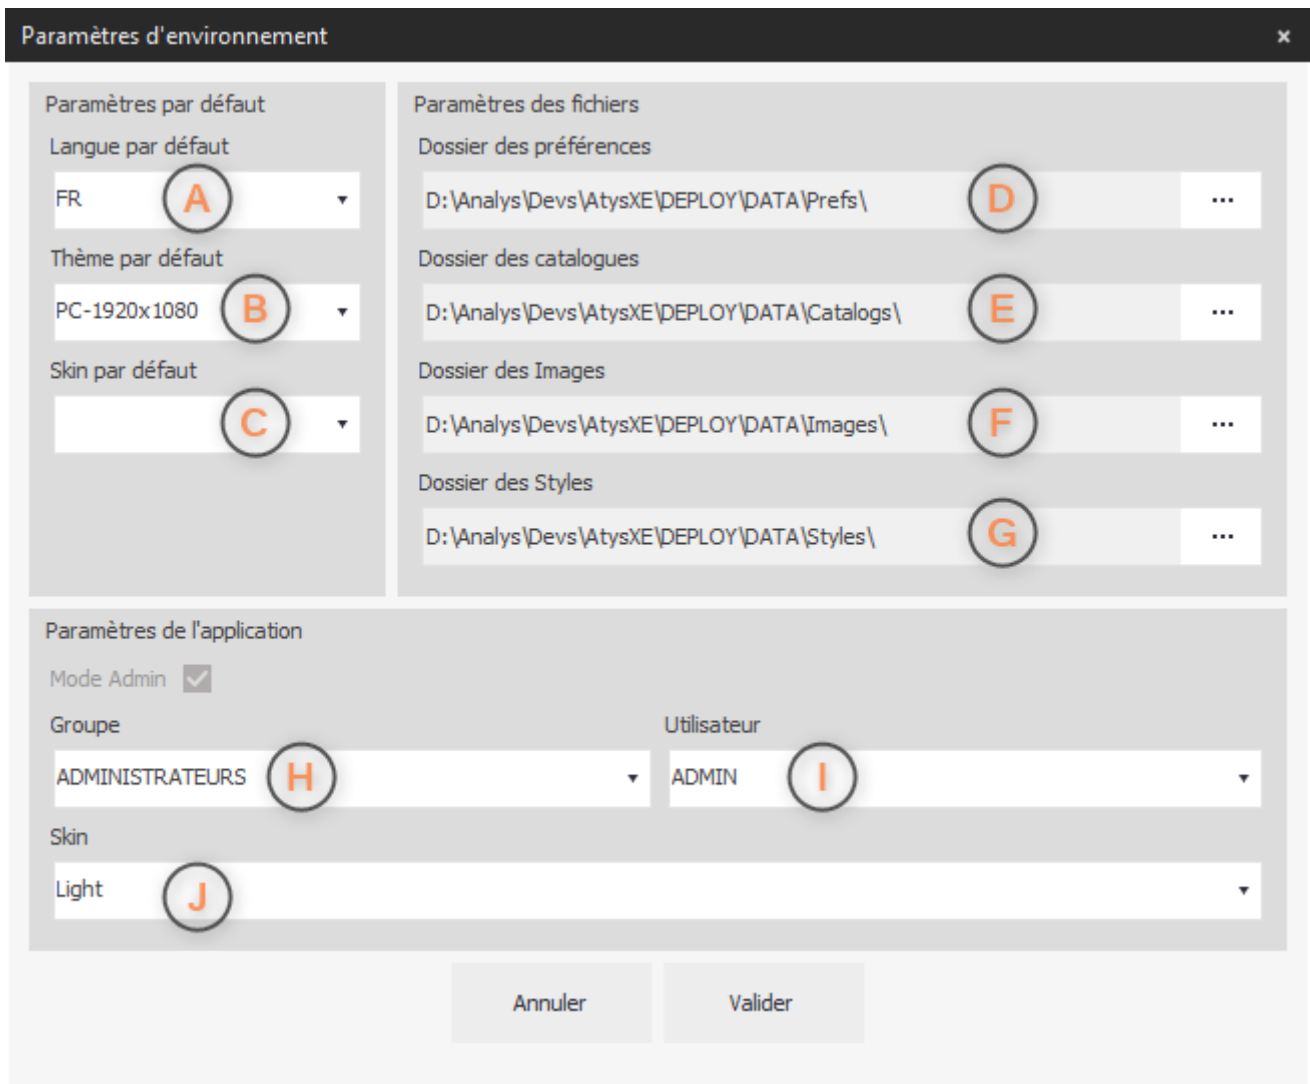 Paramètres d'environnement ×
Paramètres par défaut
Langue par défaut
FR A
Thème par défaut
PC-1920x1080 B
Skin par défaut
C
Paramètres des fichiers
Dossier des préférences
D:\Analys\Devs\AtysXE\DEPLOY\DATA\Prefs\ D ...
Dossier des catalogues
D:\Analys\Devs\AtysXE\DEPLOY\DATA\Catalogs\ E ...
Dossier des Images
D:\Analys\Devs\AtysXE\DEPLOY\DATA\Images\ F ...
Dossier des Styles
D:\Analys\Devs\AtysXE\DEPLOY\DATA\Styles\ G ...
Paramètres de l'application
Mode Admin
Groupe
ADMINISTRATEURS H
Utilisateur
ADMIN I
Skin
Light J
Annuler
Valider